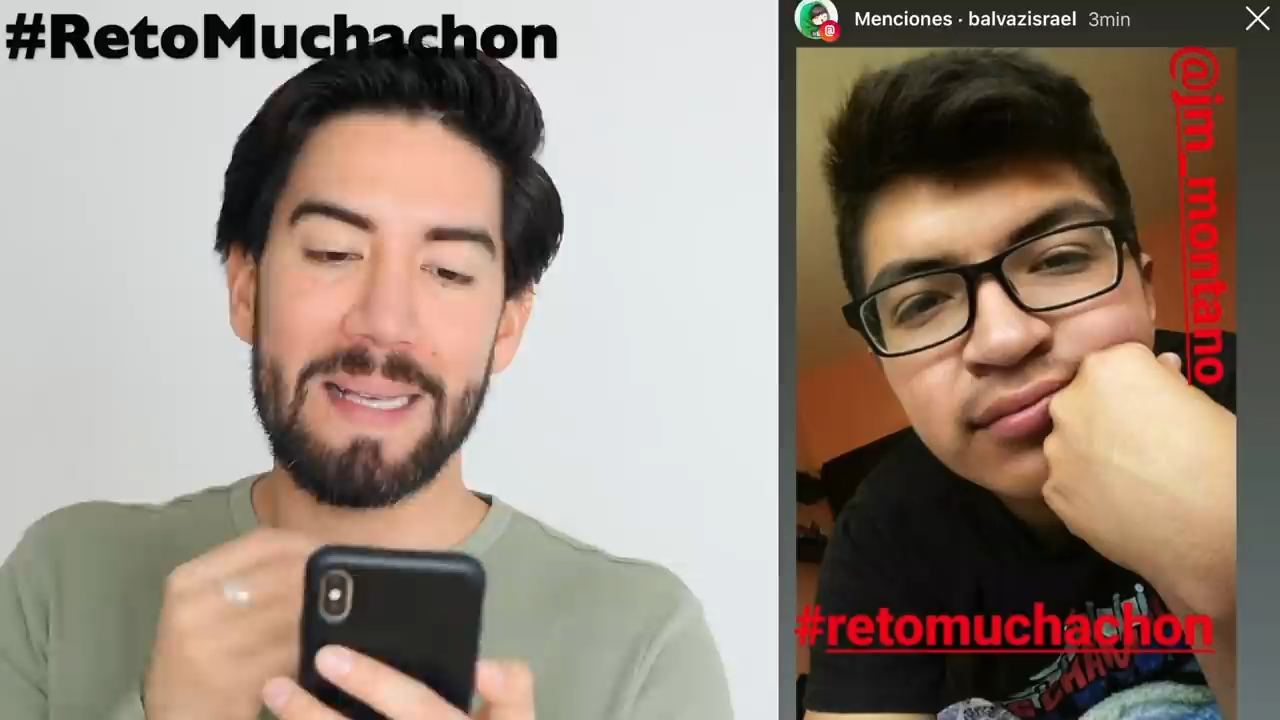 #RetoMuchachon
Menciones · balvazisrael 3min
@jm_montano
#retomuchachon